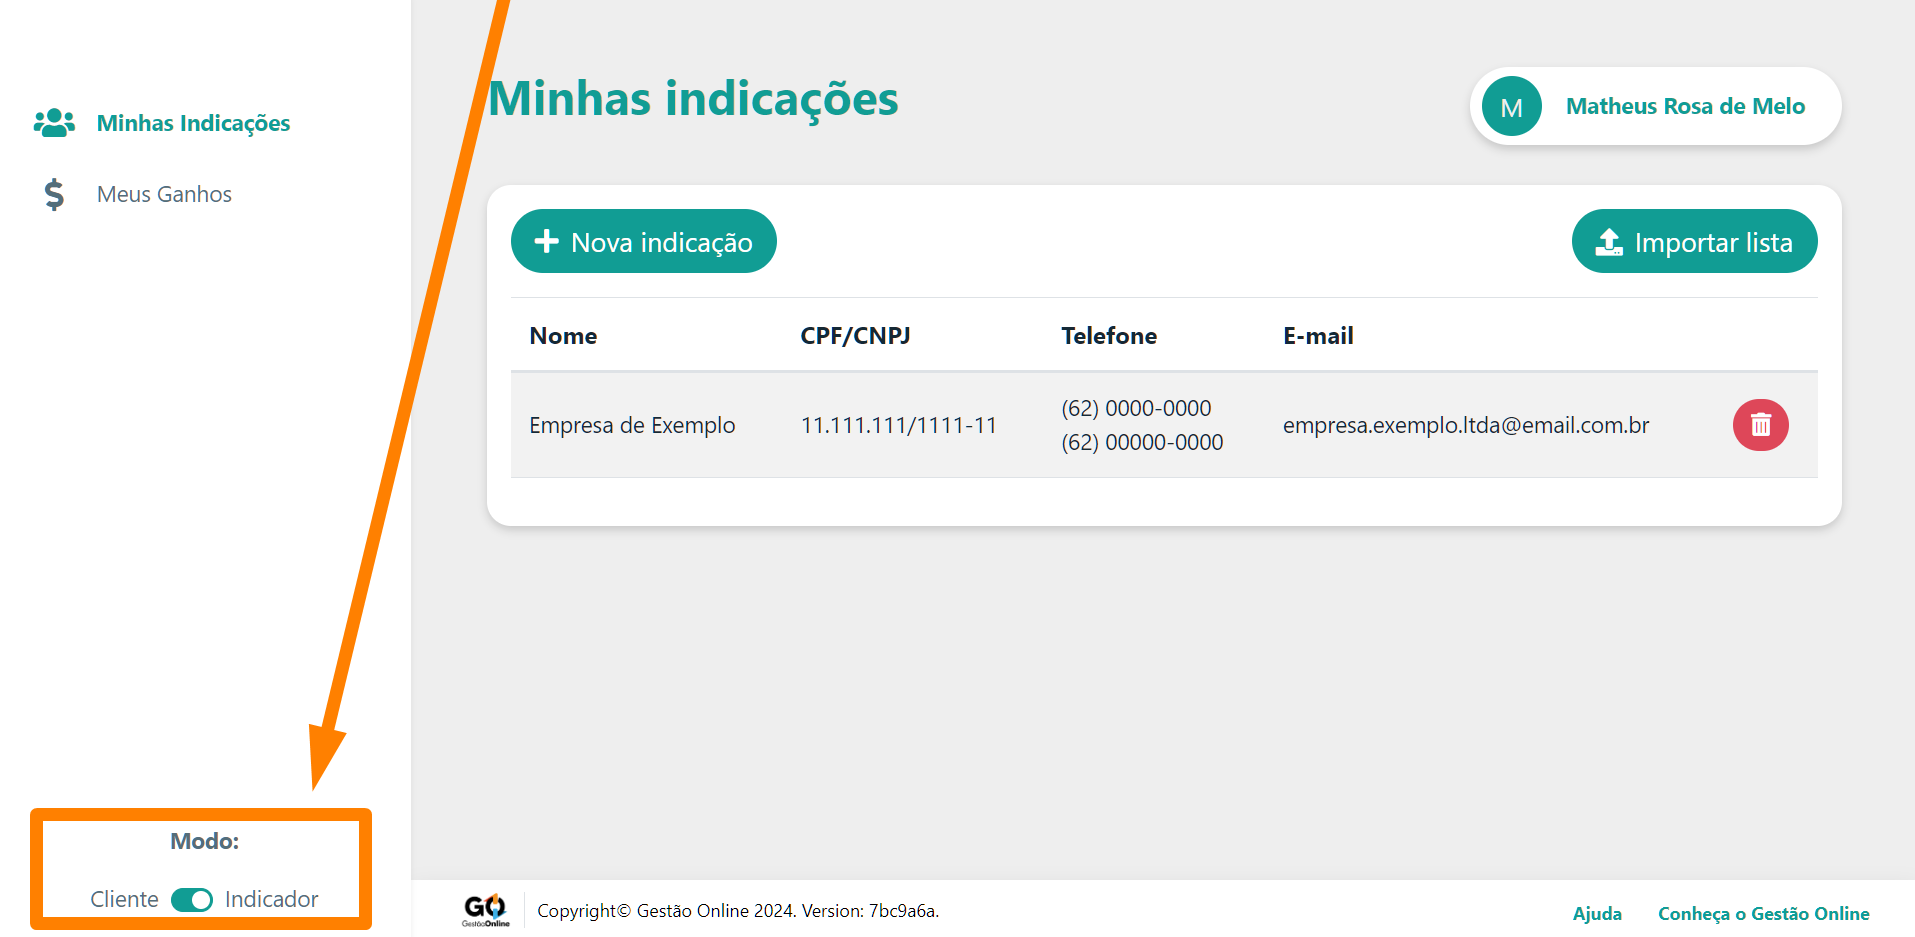 Minhas Indicações
Meus Ganhos
Modo:
Cliente Indicador
Minhas indicações
M Matheus Rosa de Melo
Nova indicação Importar lista
Nome CPF/CNPJ Telefone E-mail
Empresa de Exemplo 11.111.111/1111-11 (62) 0000-0000 empresa.exemplo.ltda@email.com.br
(62) 00000-0000
GO
GestãoOnline
Copyright© Gestão Online 2024. Version: 7bc9a6a.
Ajuda Conheça o Gestão Online